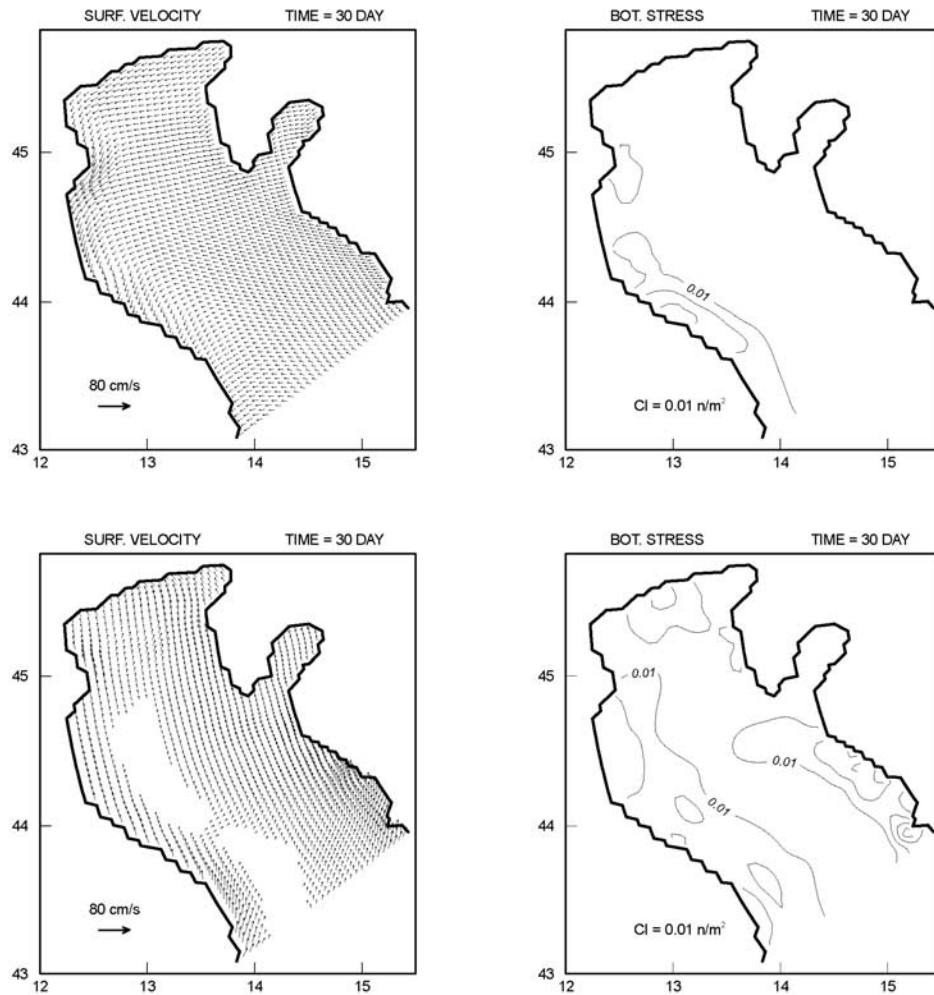 SURF. VELOCITY TIME = 30 DAY
45
44
80 cm/s
43
12 13 14 15
BOT. STRESS TIME = 30 DAY
45
44
0.01
CI = 0.01 n/m²
43
12 13 14 15
SURF. VELOCITY TIME = 30 DAY
45
44
80 cm/s
43
12 13 14 15
BOT. STRESS TIME = 30 DAY
45
0.01
0.01
0.01
44
CI = 0.01 n/m²
43
12 13 14 15